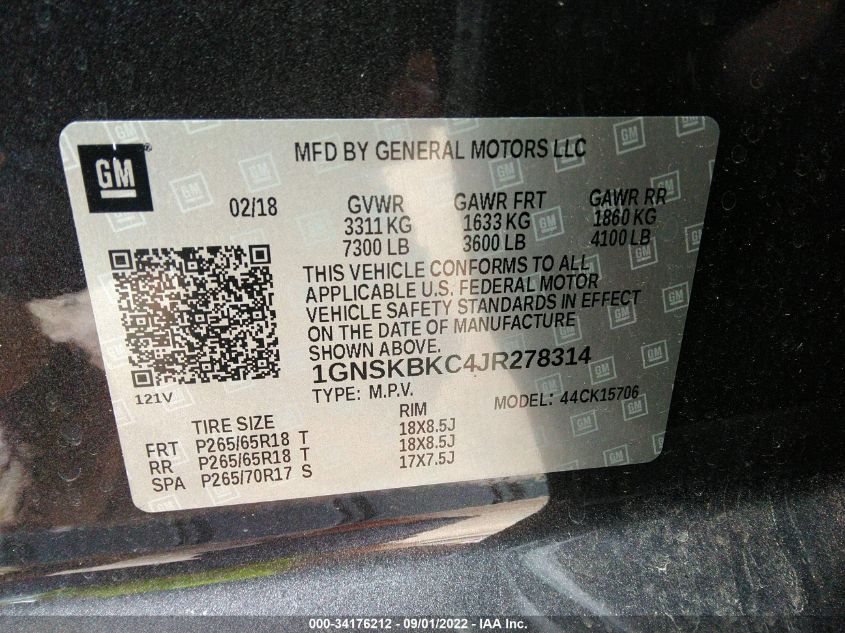 GM
MFD BY GENERAL MOTORS LLC
02/18 GVWR GAWR FRT GAWR RR
3311 KG 1633 KG 1860 KG
7300 LB 3600 LB 4100 LB
THIS VEHICLE CONFORMS TO ALL
APPLICABLE U.S. FEDERAL MOTOR
VEHICLE SAFETY STANDARDS IN EFFECT
ON THE DATE OF MANUFACTURE
SHOWN ABOVE.
1GNSKBKC4JR278314
121V TYPE: M.P.V. MODEL: 44CK15706
TIRE SIZE RIM
FRT P265/65R18 T 18X8.5J
RR P265/65R18 T 18X8.5J
SPA P265/70R17 S 17X7.5J
000-34176212 - 09/01/2022 - IAA Inc.